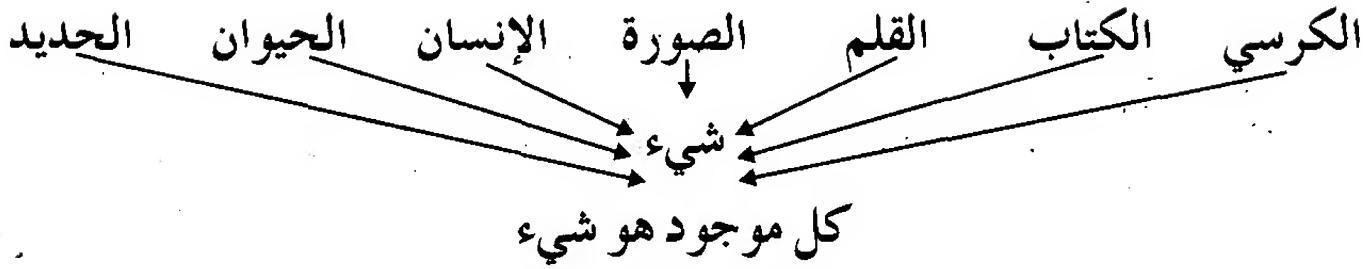 الكرسي الكتاب القلم الصورة الإنسان الحيوان الحديد
شيء
كل موجود هو شيء